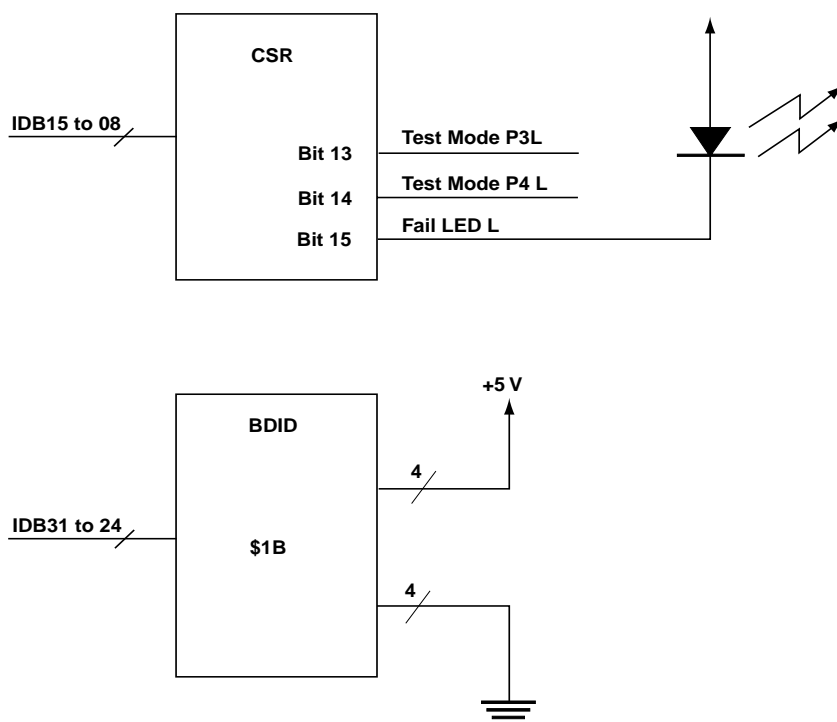 CSR
IDB15 to 08
Bit 13
Test Mode P3L
Bit 14
Test Mode P4 L
Bit 15
Fail LED L
+5 V
BDID
4
IDB31 to 24
$1B
4